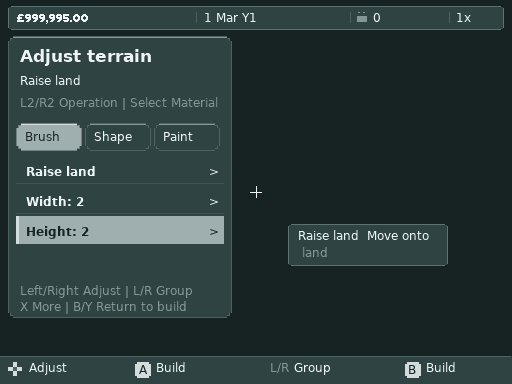 £999,995.00 1 Mar Y1 0 1x
Adjust terrain
Raise land
L2/R2 Operation | Select Material
Brush Shape Paint
Raise land >
Width: 2 >
Height: 2 >
Raise land Move onto
land
Left/Right Adjust | L/R Group
X More | B/Y Return to build
Adjust A Build L/R Group B Build